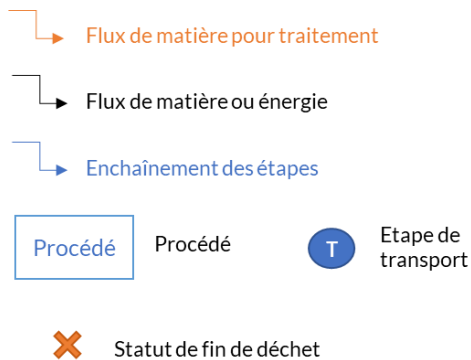 Flux de matière pour traitement
Flux de matière ou énergie
Enchaînement des étapes
Procédé
Procédé
T
Etape de
transport
Statut de fin de déchet